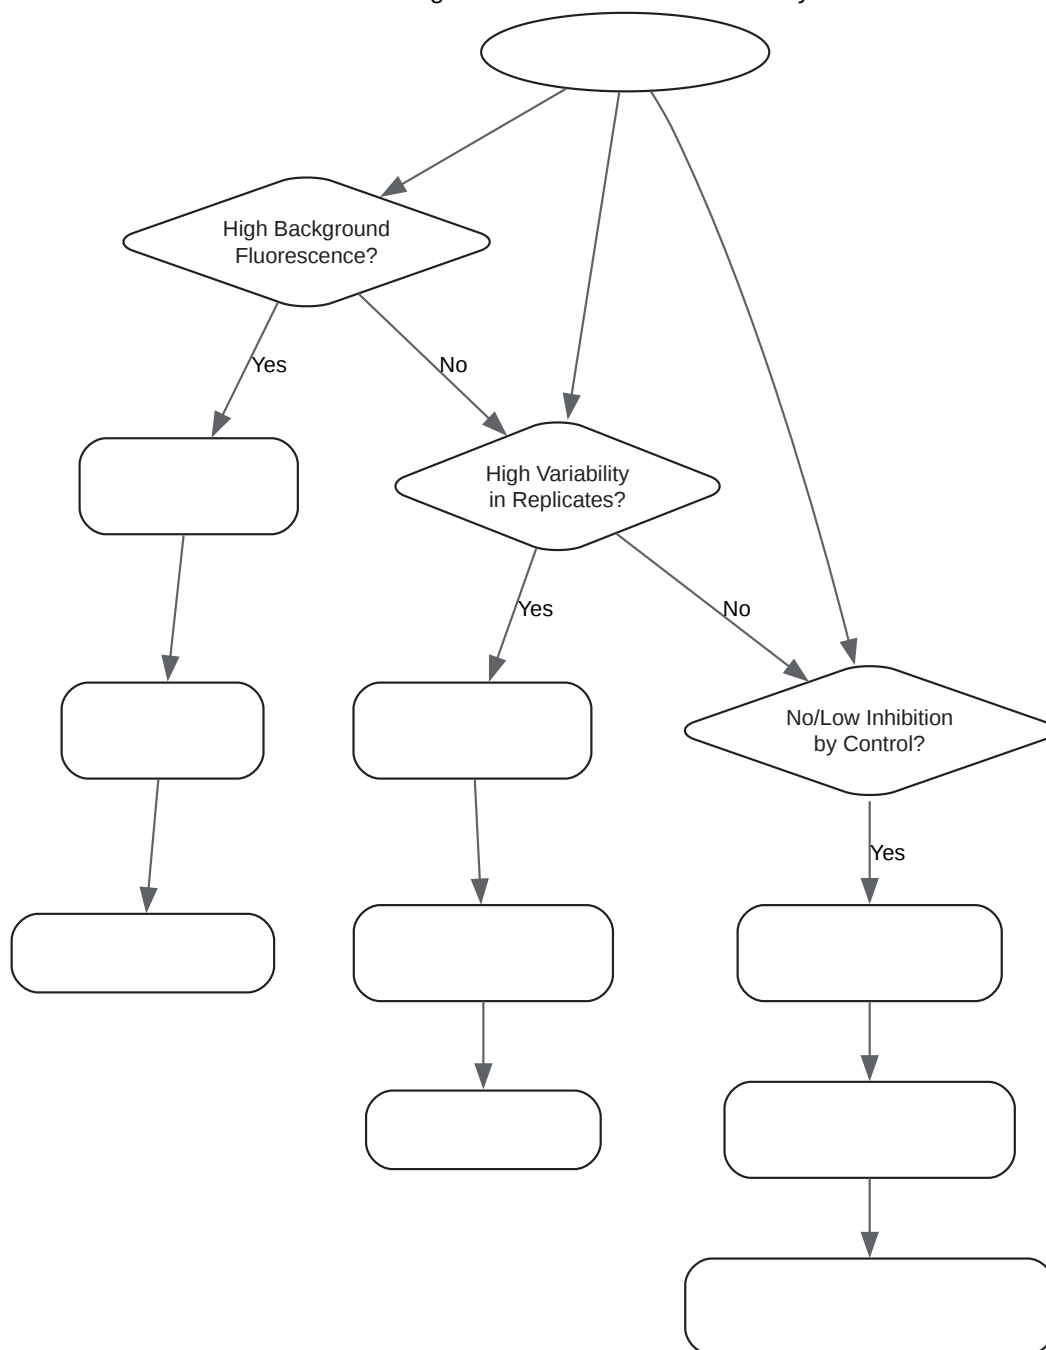 High Background
Fluorescence?
Yes
No
High Variability
in Replicates?
Yes
No
No/Low Inhibition
by Control?
Yes